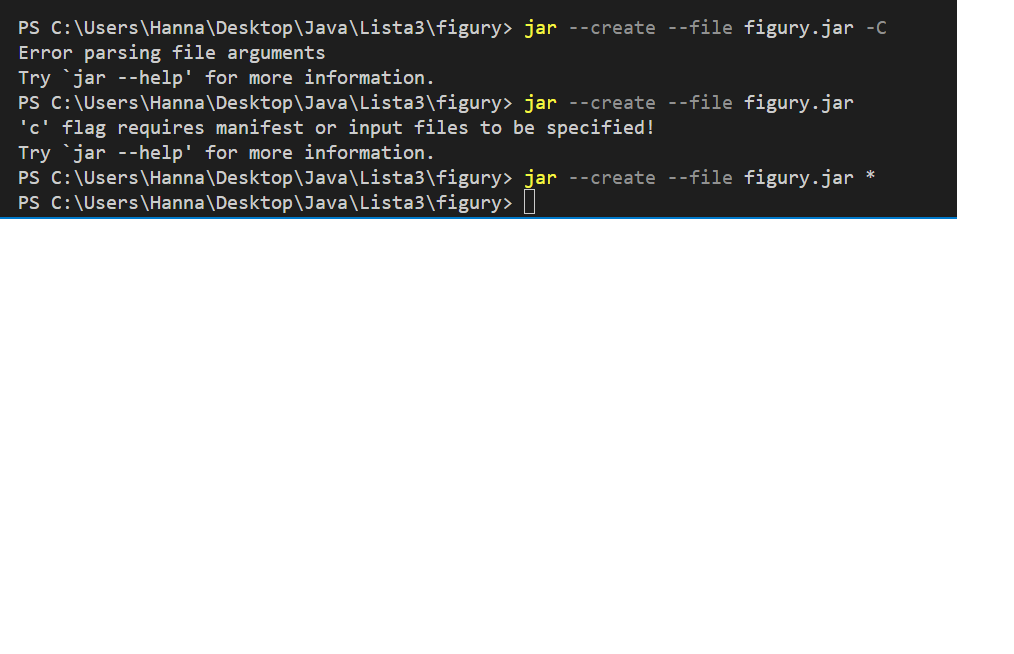 PS C:\Users\Hanna\Desktop\Java\Lista3\figury> jar --create --file figury.jar -C
Error parsing file arguments
Try `jar --help' for more information.
PS C:\Users\Hanna\Desktop\Java\Lista3\figury> jar --create --file figury.jar
'c' flag requires manifest or input files to be specified!
Try `jar --help' for more information.
PS C:\Users\Hanna\Desktop\Java\Lista3\figury> jar --create --file figury.jar *
PS C:\Users\Hanna\Desktop\Java\Lista3\figury>